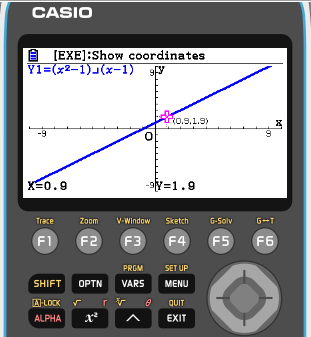 CASIO
[EXE]:Show coordinates
Y1=(x²-1)⌟(x-1)
9 y
(0.9,1.9)
x
-9 O 9
-9
X=0.9 Y=1.9
Trace Zoom V-Window Sketch G-Solv G↔T
F1 F2 F3 F4 F5 F6
PRGM SET UP
SHIFT OPTN VARS MENU
A-LOCK √‾ r ˣ√‾ θ QUIT
ALPHA x² ^ EXIT